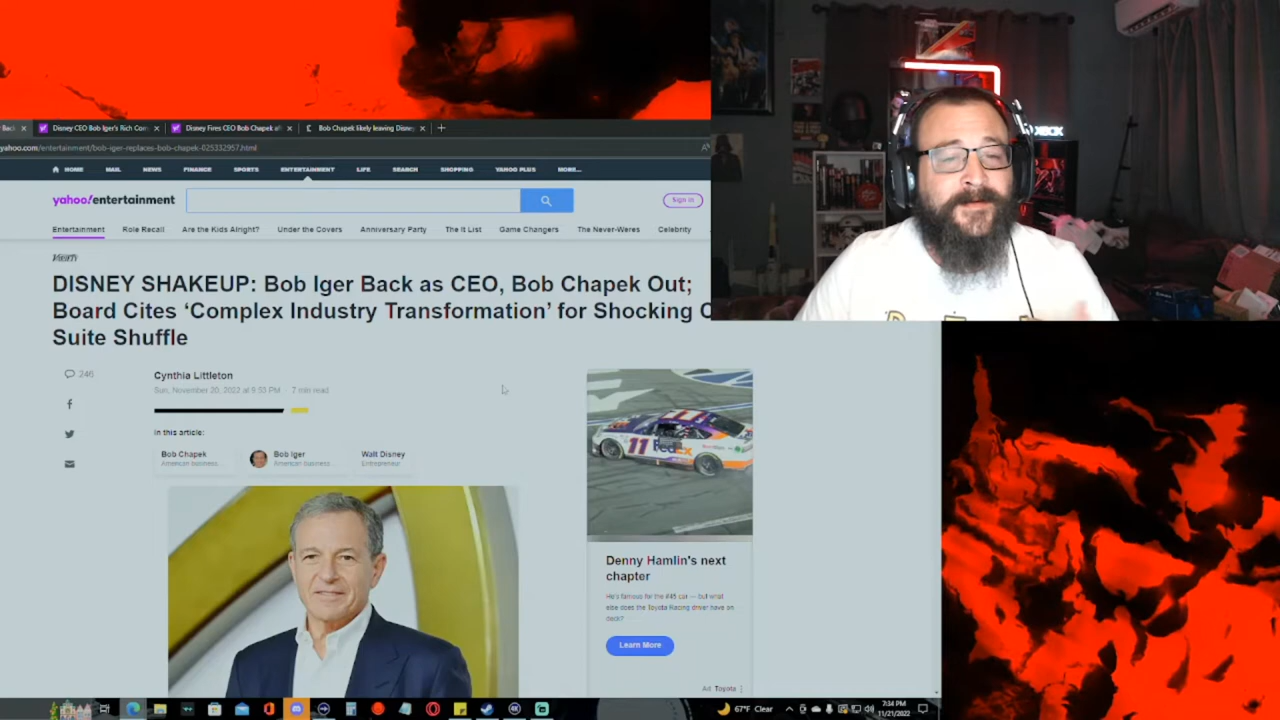 Disney CEO Bob Iger's Rich Com
Disney Fires CEO Bob Chapek af
Bob Chapek likely leaving Disney
yahoo.com/entertainment/bob-iger-replaces-bob-chapek-025332957.html
HOME MAIL NEWS FINANCE SPORTS ENTERTAINMENT LIFE SEARCH SHOPPING YAHOO PLUS MORE...
yahoo!entertainment
Sign in
Entertainment Role Recall Are the Kids Alright? Under the Covers Anniversary Party The It List Game Changers The Never-Weres Celebrity
Variety
DISNEY SHAKEUP: Bob Iger Back as CEO, Bob Chapek Out;
Board Cites ‘Complex Industry Transformation’ for Shocking C
Suite Shuffle
246
Cynthia Littleton
Sun, November 20, 2022 at 9:53 PM · 7 min read
In this article:
Bob Chapek
American business...
Bob Iger
American business...
Walt Disney
Entrepreneur
11 FedEx
Denny Hamlin's next
chapter
He's famous for the #45 car — but what
else does the Toyota Racing driver have on
deck?
Learn More
Ad Toyota
67°F Clear
7:34 PM
11/21/2022